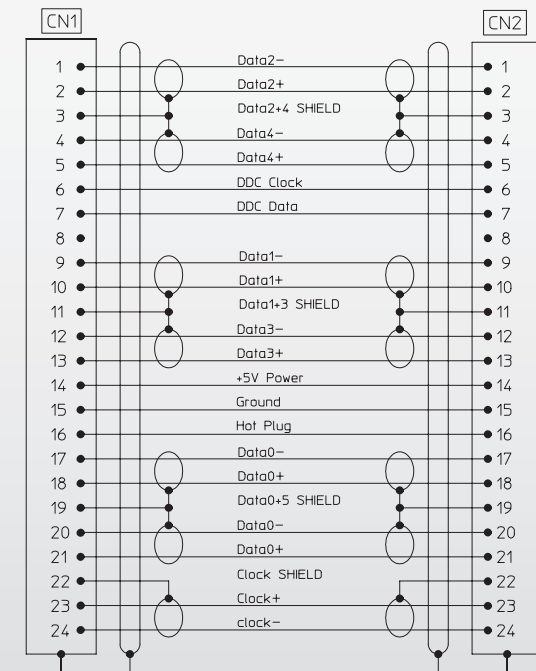 CN1 CN2
1 Data2- 1
2 Data2+ 2
3 Data2+4 SHIELD 3
4 Data4- 4
5 Data4+ 5
6 DDC Clock 6
7 DDC Data 7
8 8
9 Data1- 9
10 Data1+ 10
11 Data1+3 SHIELD 11
12 Data3- 12
13 Data3+ 13
14 +5V Power 14
15 Ground 15
16 Hot Plug 16
17 Data0- 17
18 Data0+ 18
19 Data0+5 SHIELD 19
20 Data0- 20
21 Data0+ 21
22 Clock SHIELD 22
23 Clock+ 23
24 clock- 24